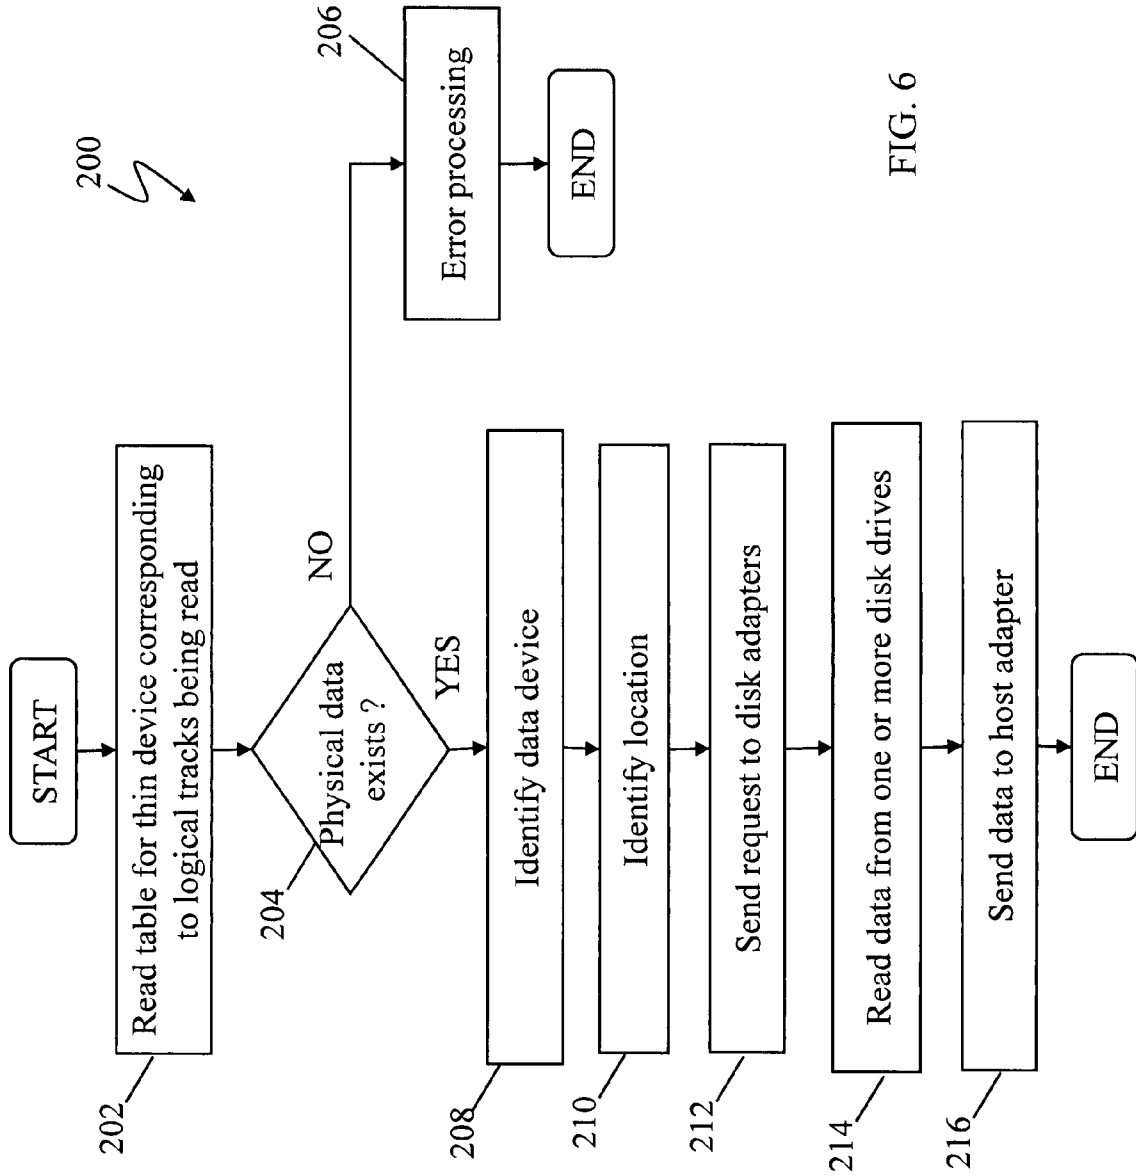 200
START
202
Read table for thin device corresponding
to logical tracks being read
204
Physical data
exists ?
NO
206
Error processing
END
YES
208
Identify data device
210
Identify location
212
Send request to disk adapters
214
Read data from one or more disk drives
216
Send data to host adapter
END
FIG. 6